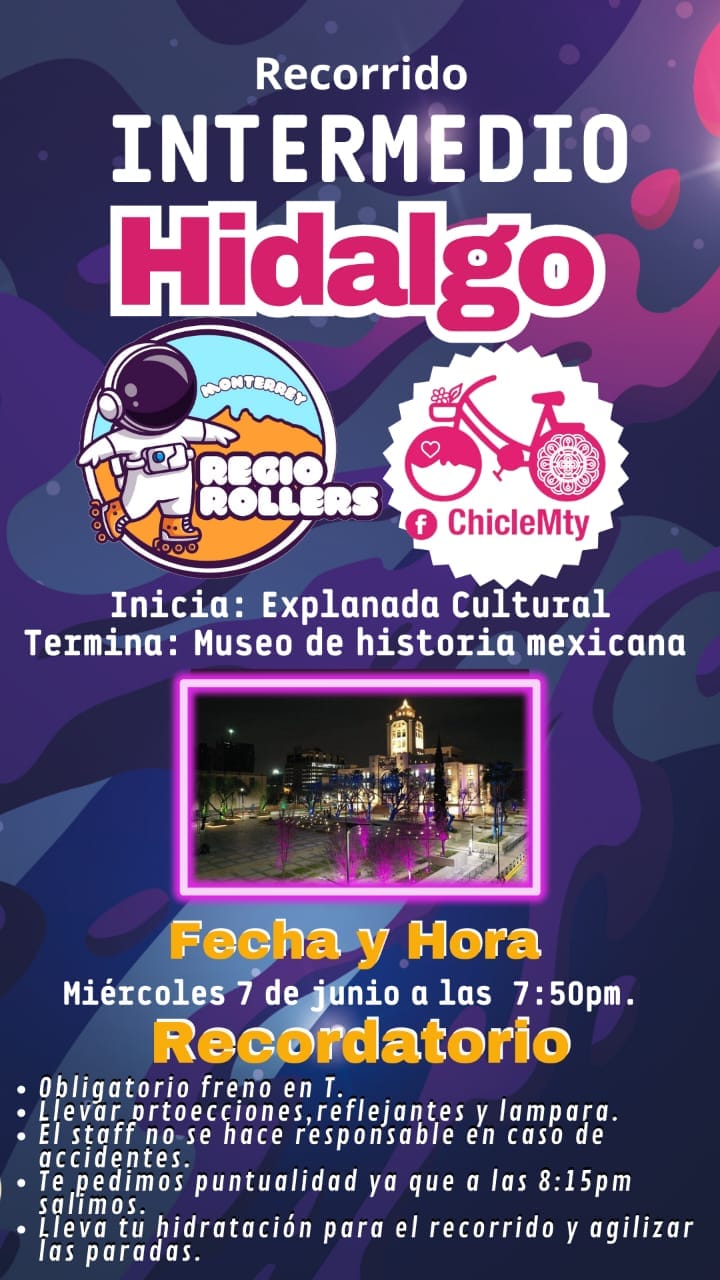 Recorrido
INTERMEDIO
Hidalgo
MONTERREY
REGIO
ROLLERS
f ChicleMty
Inicia: Explanada Cultural
Termina: Museo de historia mexicana
Fecha y Hora
Miércoles 7 de junio a las 7:50pm.
Recordatorio
• Obligatorio freno en T.
• Llevar prtoecciones,reflejantes y lampara.
• El staff no se hace responsable en caso de
accidentes.
• Te pedimos puntualidad ya que a las 8:15pm
salimos.
• Lleva tu hidratación para el recorrido y agilizar
las paradas.